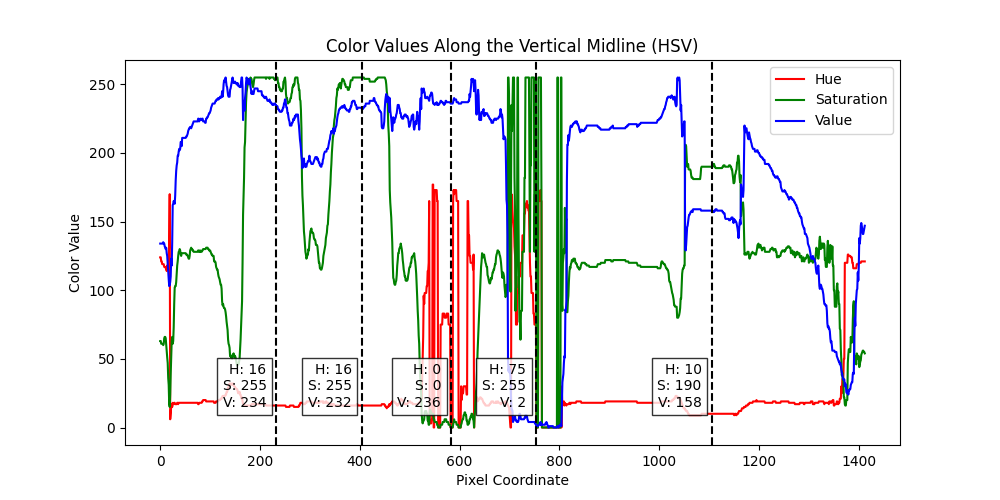 Color Values Along the Vertical Midline (HSV)
Hue
Saturation
Value
Color Value
250
200
150
100
50
0
H: 16
S: 255
V: 234
H: 16
S: 255
V: 232
H: 0
S: 0
V: 236
H: 75
S: 255
V: 2
H: 10
S: 190
V: 158
0
200
400
600
800
1000
1200
1400
Pixel Coordinate